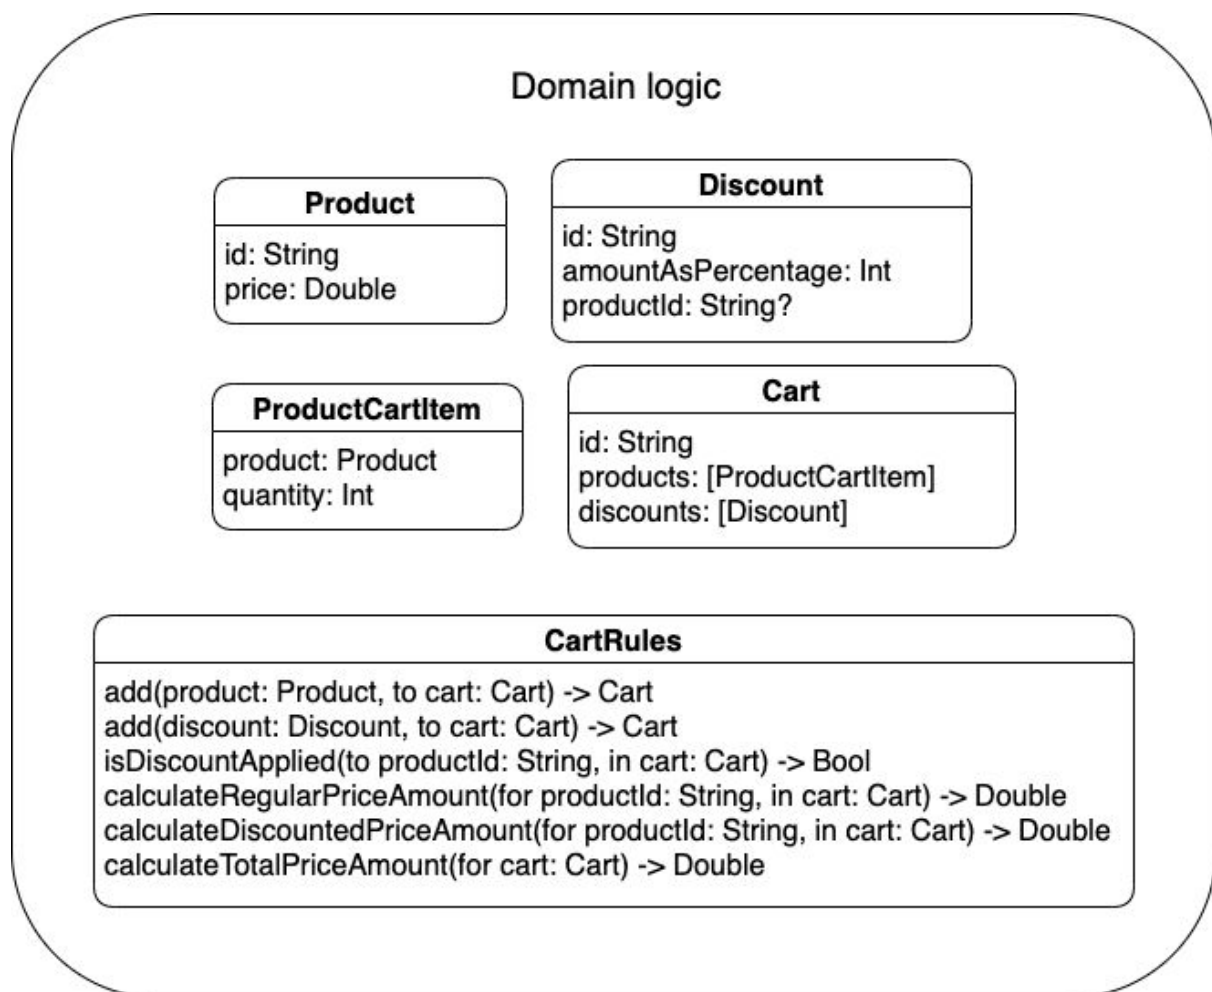 Domain logic
Product
id: String
price: Double
Discount
id: String
amountAsPercentage: Int
productId: String?
ProductCartItem
product: Product
quantity: Int
Cart
id: String
products: [ProductCartItem]
discounts: [Discount]
CartRules
add(product: Product, to cart: Cart) -> Cart
add(discount: Discount, to cart: Cart) -> Cart
isDiscountApplied(to productId: String, in cart: Cart) -> Bool
calculateRegularPriceAmount(for productId: String, in cart: Cart) -> Double
calculateDiscountedPriceAmount(for productId: String, in cart: Cart) -> Double
calculateTotalPriceAmount(for cart: Cart) -> Double